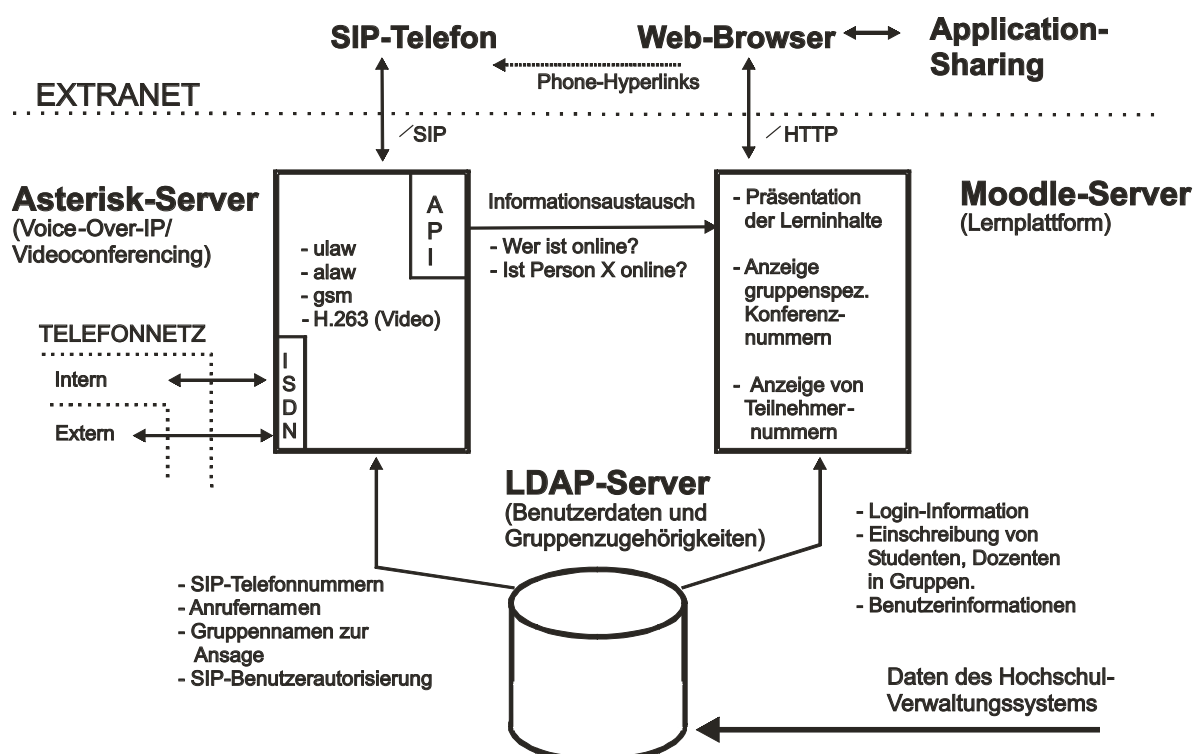 SIP-Telefon
Web-Browser
Application-
Sharing
Phone-Hyperlinks
EXTRANET
SIP
HTTP
Asterisk-Server
(Voice-Over-IP/
Videoconferencing)
A
P
I
- ulaw
- alaw
- gsm
- H.263 (Video)
Informationsaustausch
- Wer ist online?
- Ist Person X online?
- Präsentation
der Lerninhalte
- Anzeige
gruppenspez.
Konferenz-
nummern
- Anzeige von
Teilnehmer-
nummern
Moodle-Server
(Lernplattform)
TELEFONNETZ
Intern
Extern
I
S
D
N
LDAP-Server
(Benutzerdaten und
Gruppenzugehörigkeiten)
- Login-Information
- Einschreibung von
Studenten, Dozenten
in Gruppen.
- Benutzerinformationen
- SIP-Telefonnummern
- Anrufernamen
- Gruppennamen zur
Ansage
- SIP-Benutzerautorisierung
Daten des Hochschul-
Verwaltungssystems